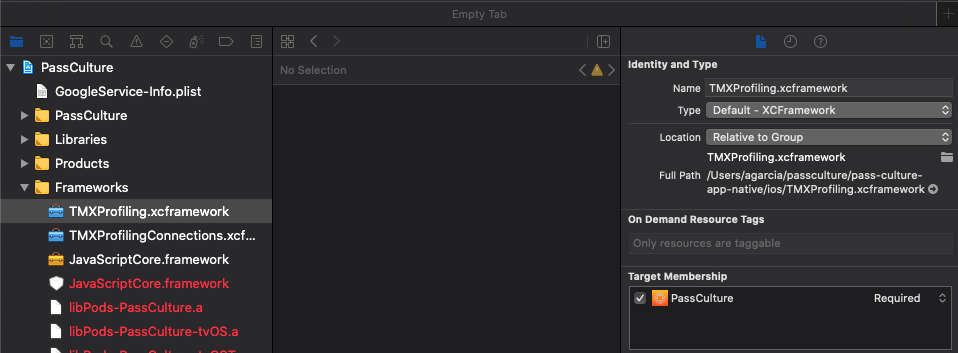 Empty Tab
PassCulture
GoogleService-Info.plist
PassCulture
Libraries
Products
Frameworks
TMXProfiling.xcframework
TMXProfilingConnections.xcf...
JavaScriptCore.framework
JavaScriptCore.framework
libPods-PassCulture.a
libPods-PassCulture-tvOS.a
No Selection
Identity and Type
Name TMXProfiling.xcframework
Type Default - XCFramework
Location Relative to Group
TMXProfiling.xcframework
Full Path /Users/agarcia/passculture/pass-culture-
app-native/ios/TMXProfiling.xcframework
On Demand Resource Tags
Only resources are taggable
Target Membership
PassCulture Required